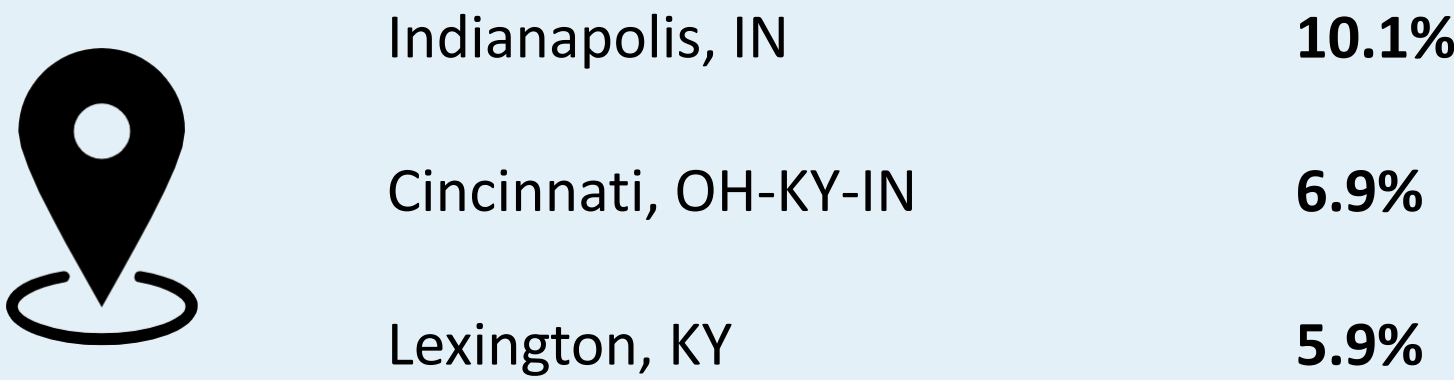 Indianapolis, IN 10.1%
Cincinnati, OH-KY-IN 6.9%
Lexington, KY 5.9%